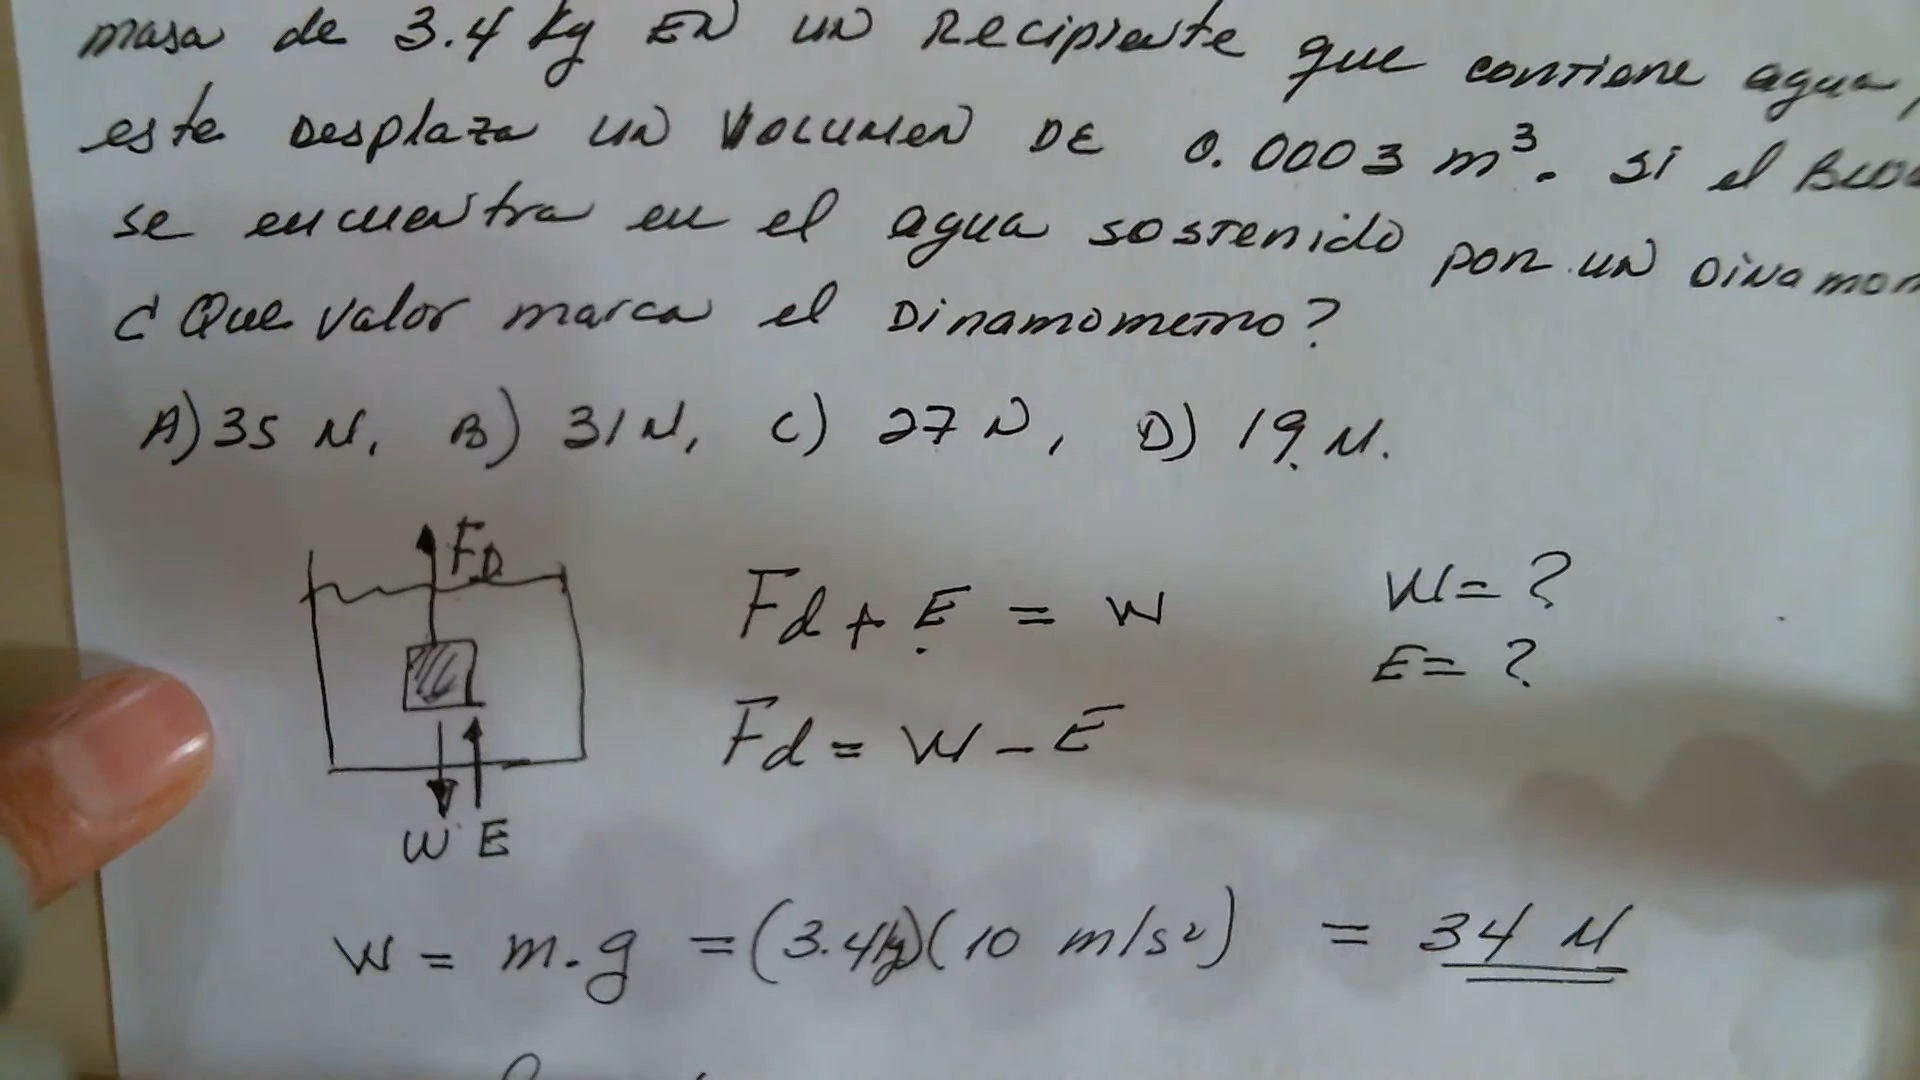 masa de 3.4 kg EN un Recipiente que contiene agua,
este Desplaza un Volumen DE 0.0003 m³. si el
se encuentra en el agua sostenido por un
¿ Que valor marca el Dinamometro?
A) 35 N, B) 31 N, C) 27 N, D) 19 N.
FD
Fd + E = W
W = ?
E = ?
Fd = W - E
W E
W = m.g = (3.4kg)(10 m/s²) = 34 N